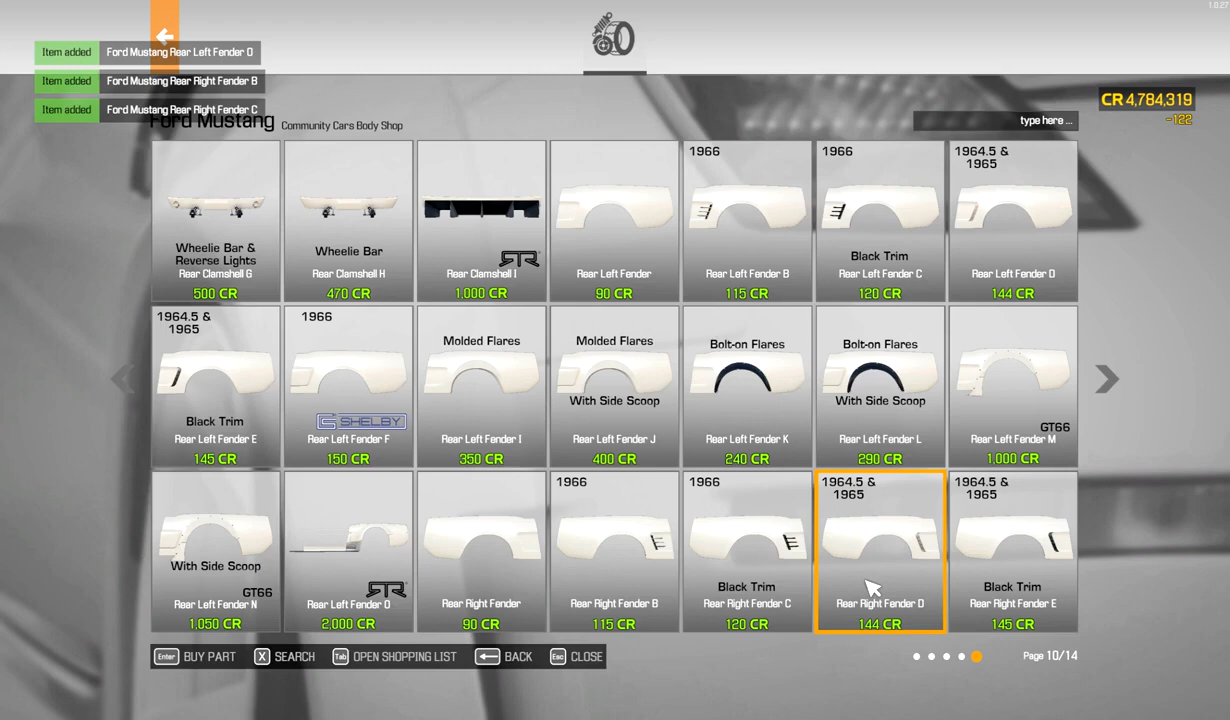 1.0.27
Item added Ford Mustang Rear Left Fender O
Item added Ford Mustang Rear Right Fender B
Item added Ford Mustang Rear Right Fender C
CR 4,784,319
-122
Ford Mustang Community Cars Body Shop
type here ...
Wheelie Bar &
Reverse Lights
Rear Clamshell G
500 CR
Wheelie Bar
Rear Clamshell H
470 CR
RTR
Rear Clamshell I
1,000 CR
Rear Left Fender
90 CR
1966
Rear Left Fender B
115 CR
1966
Black Trim
Rear Left Fender C
120 CR
1964.5 &
1965
Rear Left Fender D
144 CR
1964.5 &
1965
Black Trim
Rear Left Fender E
145 CR
1966
SHELBY
Rear Left Fender F
150 CR
Molded Flares
Rear Left Fender I
350 CR
Molded Flares
With Side Scoop
Rear Left Fender J
400 CR
Bolt-on Flares
Rear Left Fender K
240 CR
Bolt-on Flares
With Side Scoop
Rear Left Fender L
290 CR
GT66
Rear Left Fender M
1,000 CR
With Side Scoop
GT66
Rear Left Fender N
1,050 CR
RTR
Rear Left Fender O
2,000 CR
Rear Right Fender
90 CR
1966
Rear Right Fender B
115 CR
1966
Black Trim
Rear Right Fender C
120 CR
1964.5 &
1965
Rear Right Fender D
144 CR
1964.5 &
1965
Black Trim
Rear Right Fender E
145 CR
Enter BUY PART X SEARCH Tab OPEN SHOPPING LIST BACK Esc CLOSE
Page 10/14